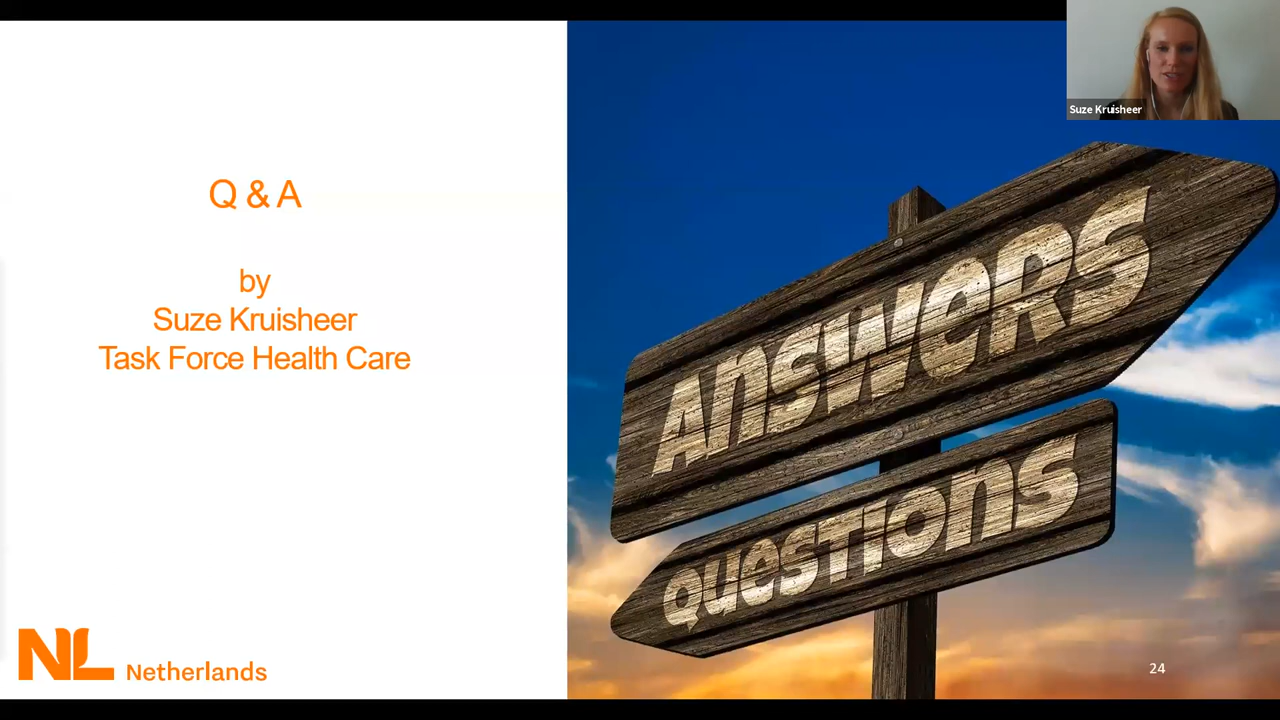 Suze Kruisheer
Q & A
by
Suze Kruisheer
Task Force Health Care
ANSWERS
QUESTIONS
NL Netherlands
24